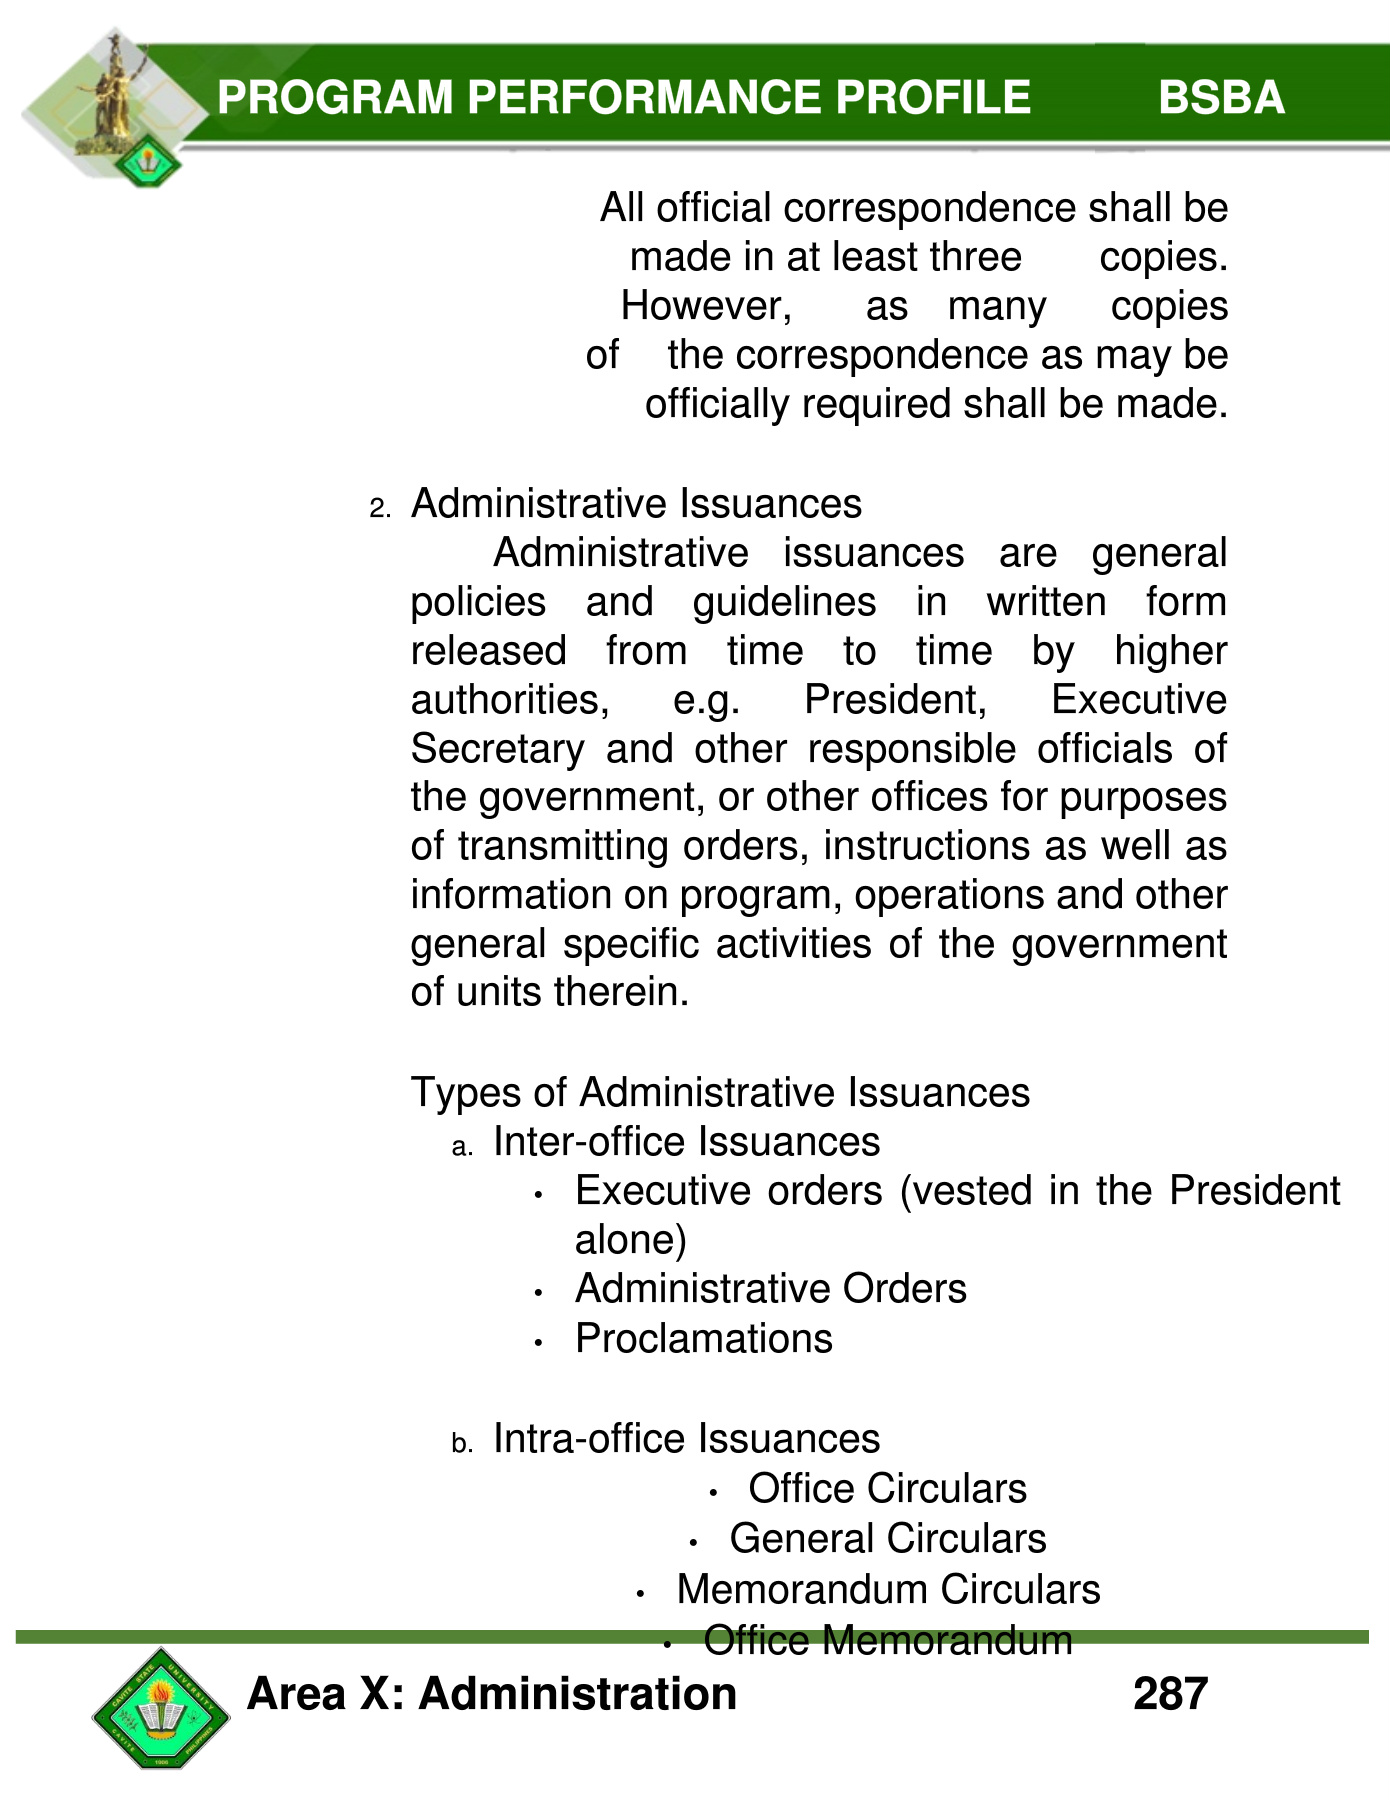 PROGRAM PERFORMANCE PROFILE BSBA
All official correspondence shall be
made in at least three copies.
However, as many copies
of the correspondence as may be
officially required shall be made.
2. Administrative Issuances
Administrative issuances are general
policies and guidelines in written form
released from time to time by higher
authorities, e.g. President, Executive
Secretary and other responsible officials of
the government, or other offices for purposes
of transmitting orders, instructions as well as
information on program, operations and other
general specific activities of the government
of units therein.
Types of Administrative Issuances
a. Inter-office Issuances
• Executive orders (vested in the President
alone)
• Administrative Orders
• Proclamations
b. Intra-office Issuances
• Office Circulars
• General Circulars
• Memorandum Circulars
• Office Memorandum
CAVITE STATE UNIVERSITY
CAVITE PHILIPPINES
1906
Area X: Administration 287